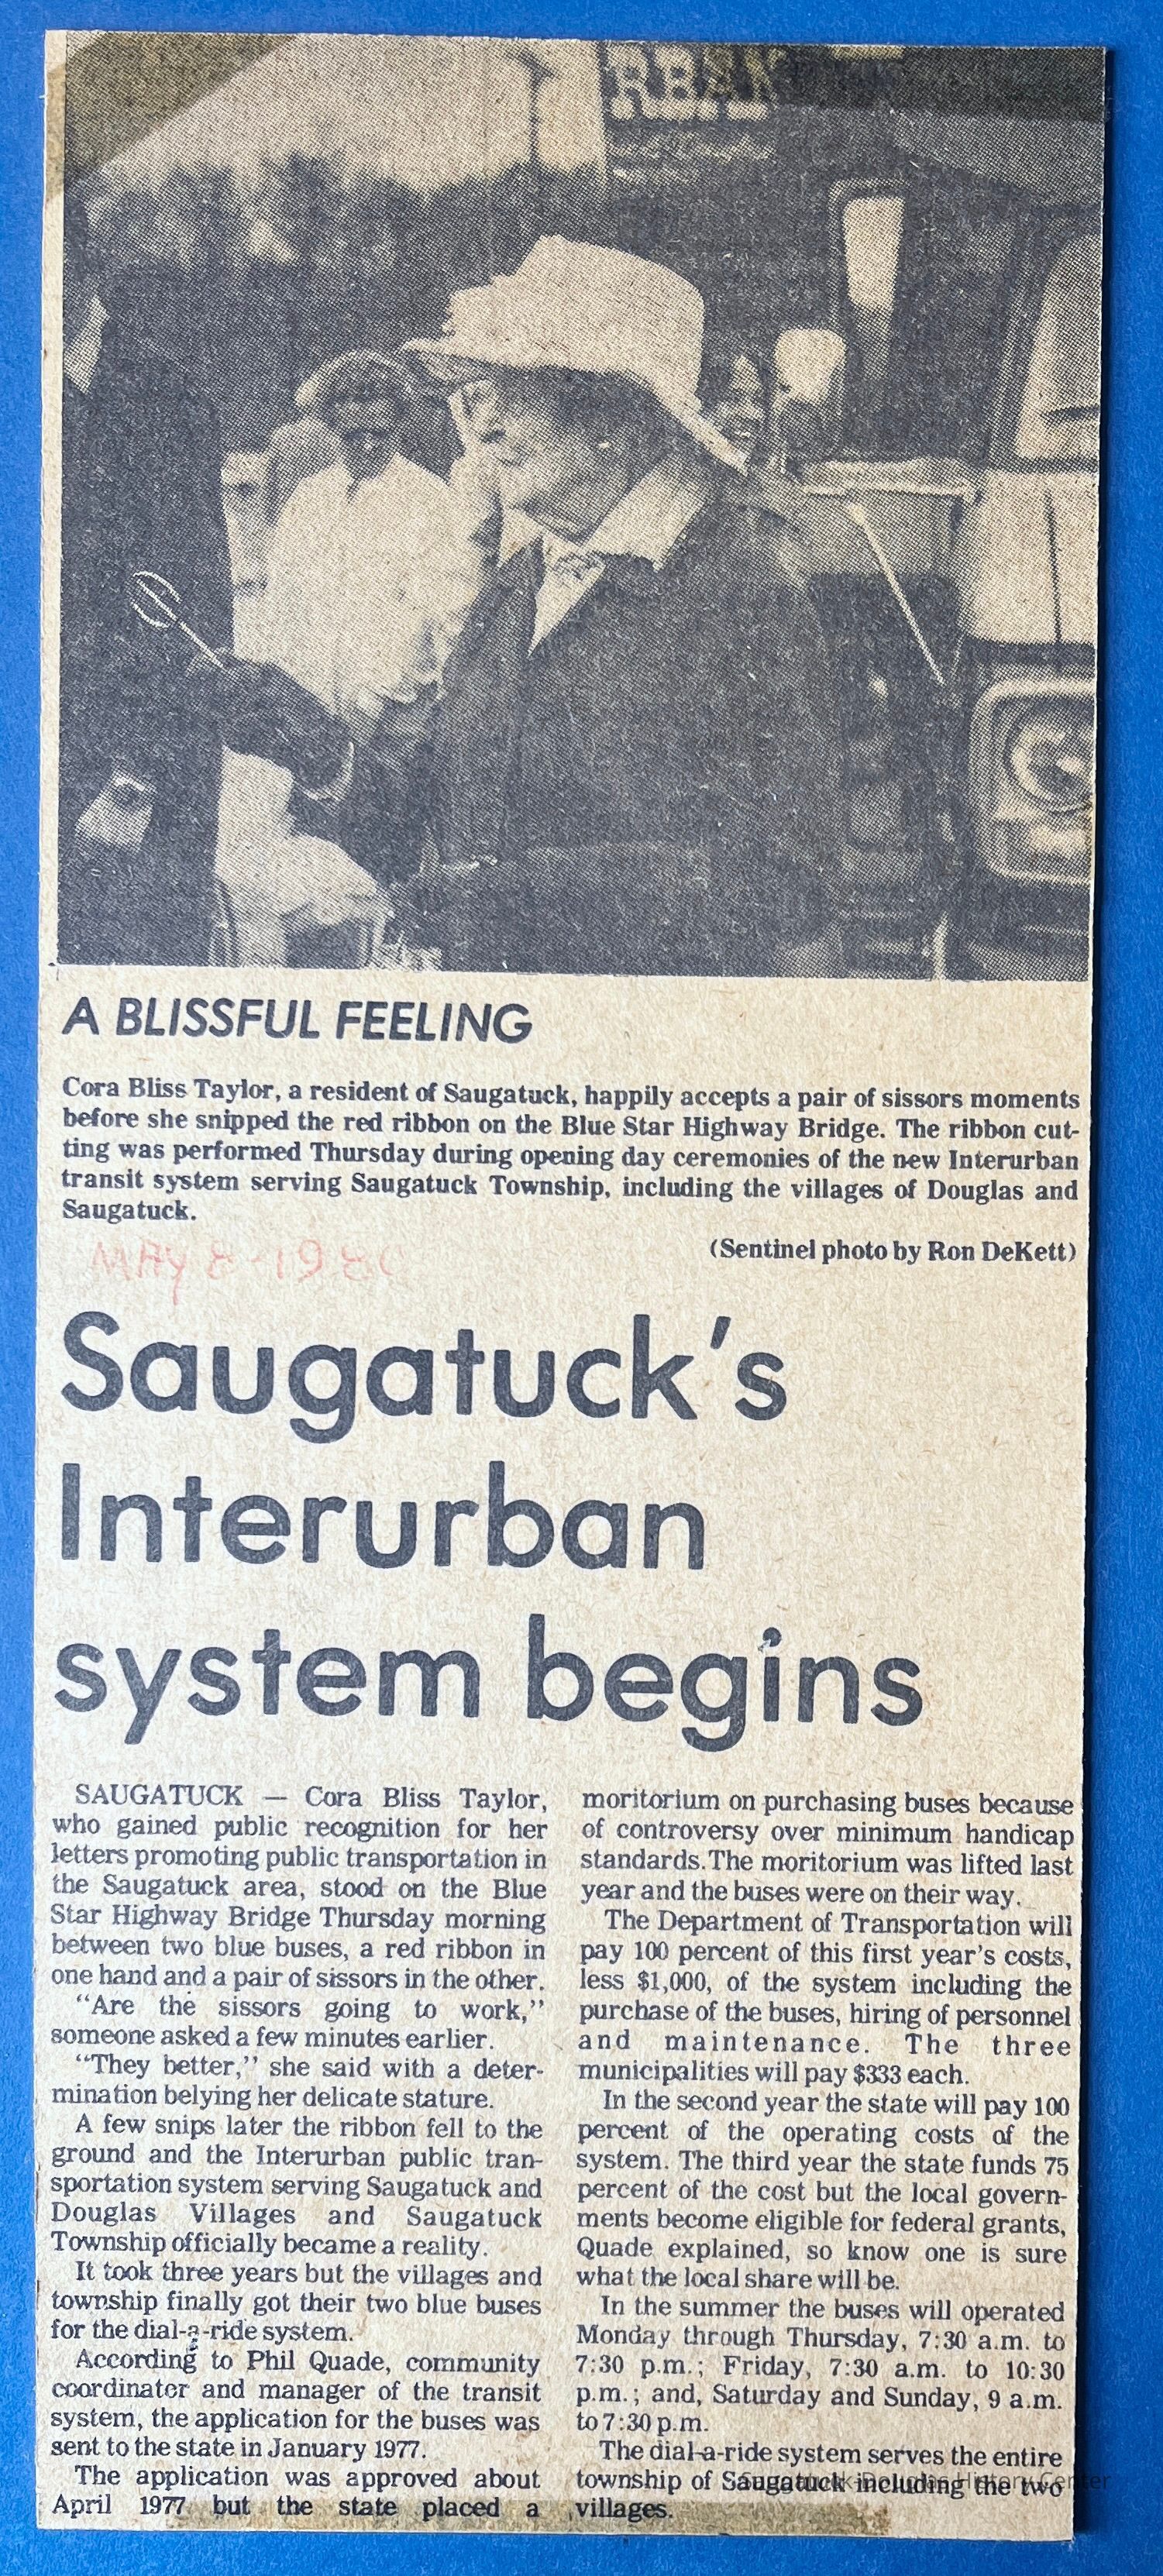 RBAN
A BLISSFUL FEELING
Cora Bliss Taylor, a resident of Saugatuck, happily accepts a pair of sissors moments
before she snipped the red ribbon on the Blue Star Highway Bridge. The ribbon cut-
ting was performed Thursday during opening day ceremonies of the new Interurban
transit system serving Saugatuck Township, including the villages of Douglas and
Saugatuck.
(Sentinel photo by Ron DeKett)
MAY 8-1980
Saugatuck's
Interurban
system begins
SAUGATUCK — Cora Bliss Taylor,
who gained public recognition for her
letters promoting public transportation in
the Saugatuck area, stood on the Blue
Star Highway Bridge Thursday morning
between two blue buses, a red ribbon in
one hand and a pair of sissors in the other.
"Are the sissors going to work,"
someone asked a few minutes earlier.
"They better," she said with a deter-
mination belying her delicate stature.
A few snips later the ribbon fell to the
ground and the Interurban public tran-
sportation system serving Saugatuck and
Douglas Villages and Saugatuck
Township officially became a reality.
It took three years but the villages and
township finally got their two blue buses
for the dial-a-ride system.
According to Phil Quade, community
coordinator and manager of the transit
system, the application for the buses was
sent to the state in January 1977.
The application was approved about
April 1977 but the state placed a
moritorium on purchasing buses because
of controversy over minimum handicap
standards.The moritorium was lifted last
year and the buses were on their way.
The Department of Transportation will
pay 100 percent of this first year's costs,
less $1,000, of the system including the
purchase of the buses, hiring of personnel
and maintenance. The three
municipalities will pay $333 each.
In the second year the state will pay 100
percent of the operating costs of the
system. The third year the state funds 75
percent of the cost but the local govern-
ments become eligible for federal grants,
Quade explained, so know one is sure
what the local share will be.
In the summer the buses will operated
Monday through Thursday, 7:30 a.m. to
7:30 p.m.; Friday, 7:30 a.m. to 10:30
p.m.; and, Saturday and Sunday, 9 a.m.
to 7:30 p.m.
The dial-a-ride system serves the entire
township of Saugatuck including the two
villages.
Saugatuck-Douglas History Center